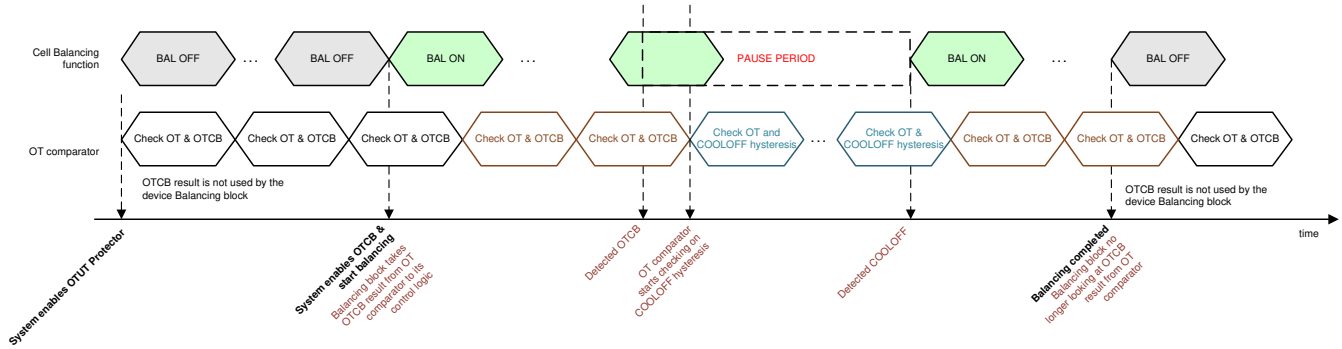 Cell Balancing
function
BAL OFF
...
BAL OFF
BAL ON
...
PAUSE PERIOD
BAL ON
...
BAL OFF
OT comparator
Check OT & OTCB
Check OT & OTCB
Check OT & OTCB
Check OT & OTCB
Check OT & OTCB
Check OT and
COOLOFF hysteresis
...
Check OT &
COOLOFF hysteresis
Check OT & OTCB
Check OT & OTCB
Check OT & OTCB
OTCB result is not used by the
device Balancing block
OTCB result is not used by the
device Balancing block
time
System enables OTUT Protector
System enables OTCB &
start balancing
Balancing block takes
OTCB result from OT
comparator to its
control logic
Detected OTCB
OT comparator
starts checking on
COOLOFF hysteresis
Detected COOLOFF
Balancing completed
Balancing block no
longer looking at OTCB
result from OT
comparator